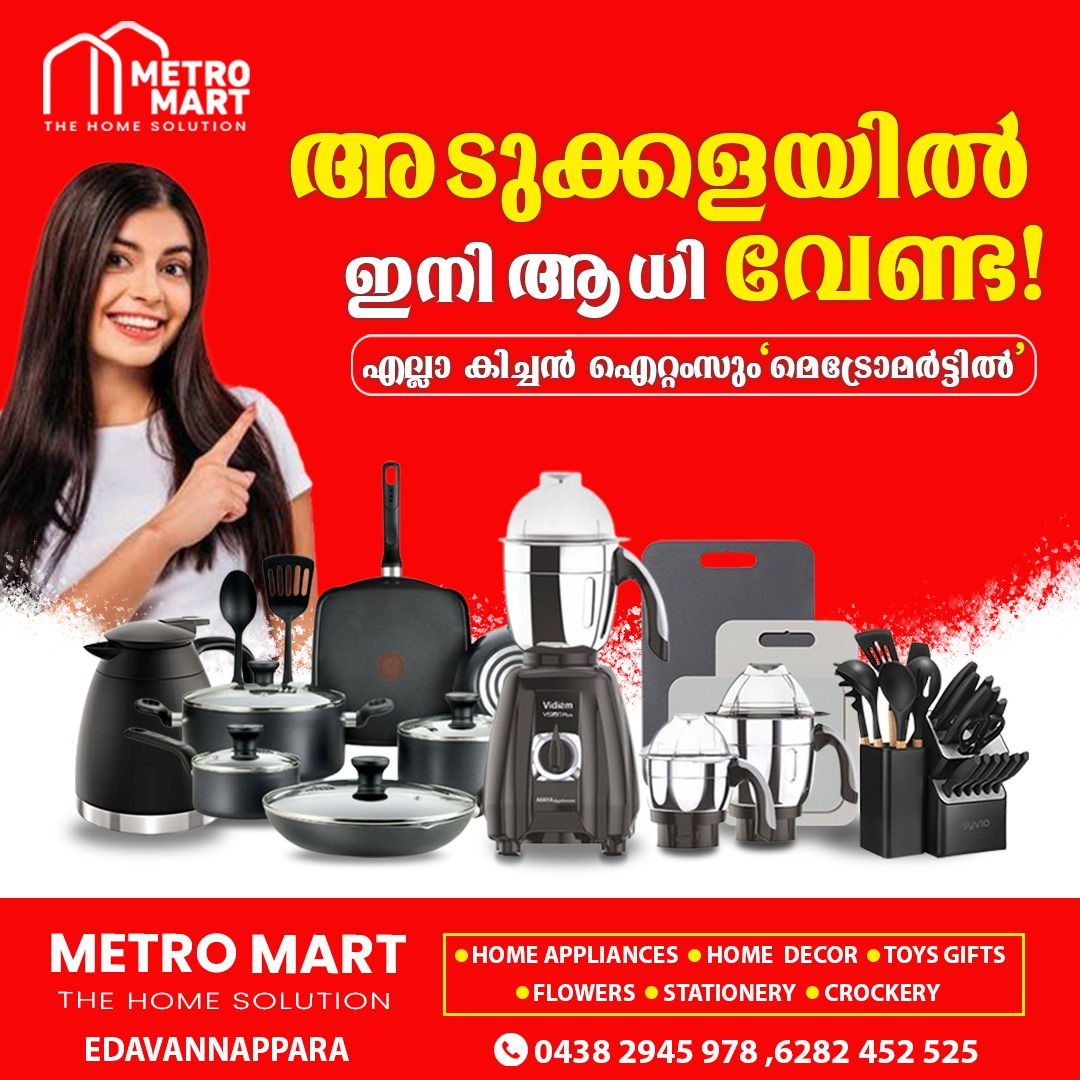 METRO
MART
THE HOME SOLUTION
അടുക്കളയിൽ
ഇനി ആധി വേണ്ട!
എല്ലാ കിച്ചൻ ഐറ്റംസും ‘മെട്രോമർട്ടിൽ’
Vidiem
syvio
METRO MART
THE HOME SOLUTION
EDAVANNAPPARA
• HOME APPLIANCES • HOME DECOR • TOYS GIFTS
• FLOWERS • STATIONERY • CROCKERY
0438 2945 978 ,6282 452 525